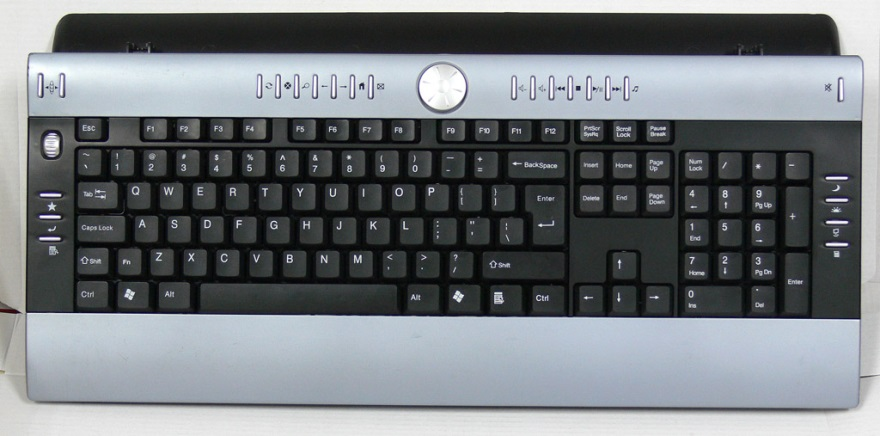 Esc F1 F2 F3 F4 F5 F6 F7 F8 F9 F10 F11 F12 PrtScr SysRq Scroll Lock Pause Break
~ ` ! 1 @ 2 # 3 $ 4 % 5 ^ 6 & 7 * 8 ( 9 ) 0 — - + = ← BackSpace Insert Home Page Up Num Lock / * −
Tab Q W E R T Y U I O P { [ } ] Enter Delete End Page Down 4 ← 8 ↑ 9 Pg Up +
Caps Lock A S D F G H J K L : ; " ' | \ 1 End 5 6 →
⇧ Shift Fn Z X C V B N M < , > . ? / ⇧ Shift ↑ 7 Home 2 ↓ 3 Pg Dn Enter
Ctrl Alt Alt Ctrl ← ↓ → 0 Ins . Del